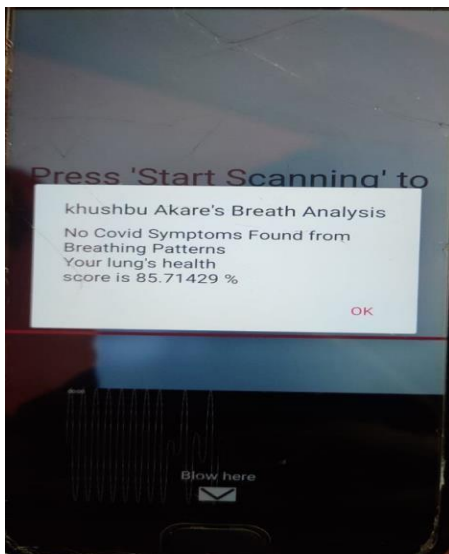 Press 'Start Scanning' to
khushbu Akare's Breath Analysis
No Covid Symptoms Found from
Breathing Patterns
Your lung's health
score is 85.71429 %
OK
Blow here